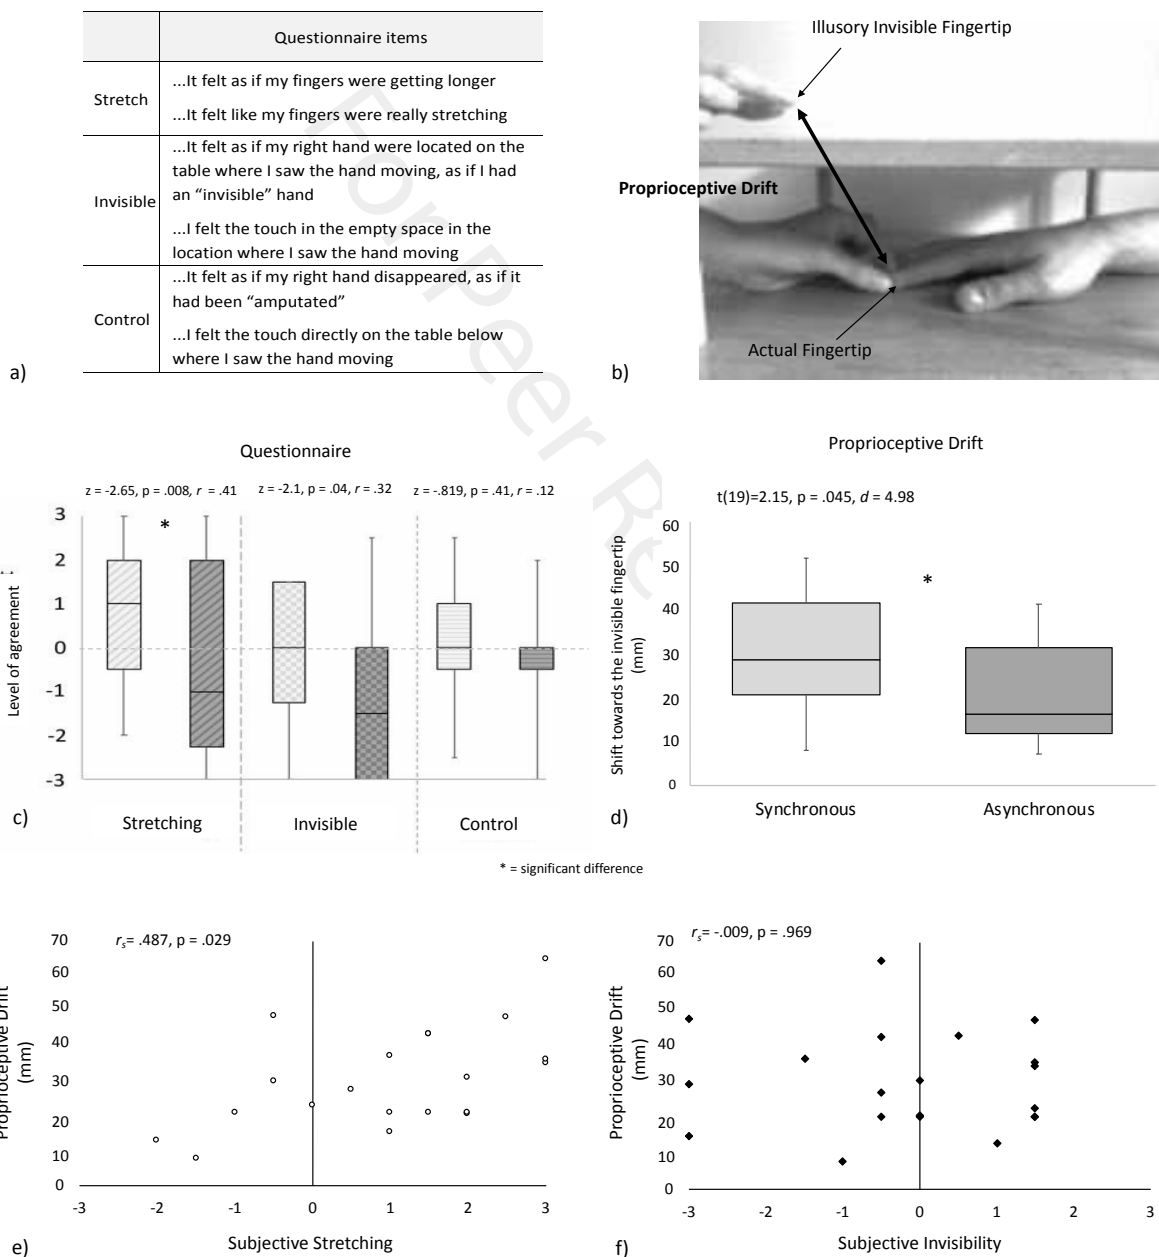 Questionnaire items
Stretch
...It felt as if my fingers were getting longer
...It felt like my fingers were really stretching
Invisible
...It felt as if my right hand were located on the
table where I saw the hand moving, as if I had
an “invisible” hand
...I felt the touch in the empty space in the
location where I saw the hand moving
Control
...It felt as if my right hand disappeared, as if it
had been “amputated”
...I felt the touch directly on the table below
where I saw the hand moving
a)
Illusory Invisible Fingertip
Proprioceptive Drift
Actual Fingertip
b)
For Peer Re
Questionnaire
z = -2.65, p = .008, r = .41
z = -2.1, p = .04, r = .32
z = -.819, p = .41, r = .12
Level of agreement
3
2
1
0
-1
-2
-3
*
Stretching
Invisible
Control
c)
Proprioceptive Drift
t(19)=2.15, p = .045, d = 4.98
Shift towards the invisible fingertip
(mm)
60
50
40
30
20
10
0
*
Synchronous
Asynchronous
d)
* = significant difference
rs= .487, p = .029
Proprioceptive Drift
(mm)
70
60
50
40
30
20
10
0
-3
-2
-1
0
1
2
3
Subjective Stretching
e)
rs= -.009, p = .969
Proprioceptive Drift
(mm)
70
60
50
40
30
20
10
0
-3
-2
-1
0
1
2
3
Subjective Invisibility
f)